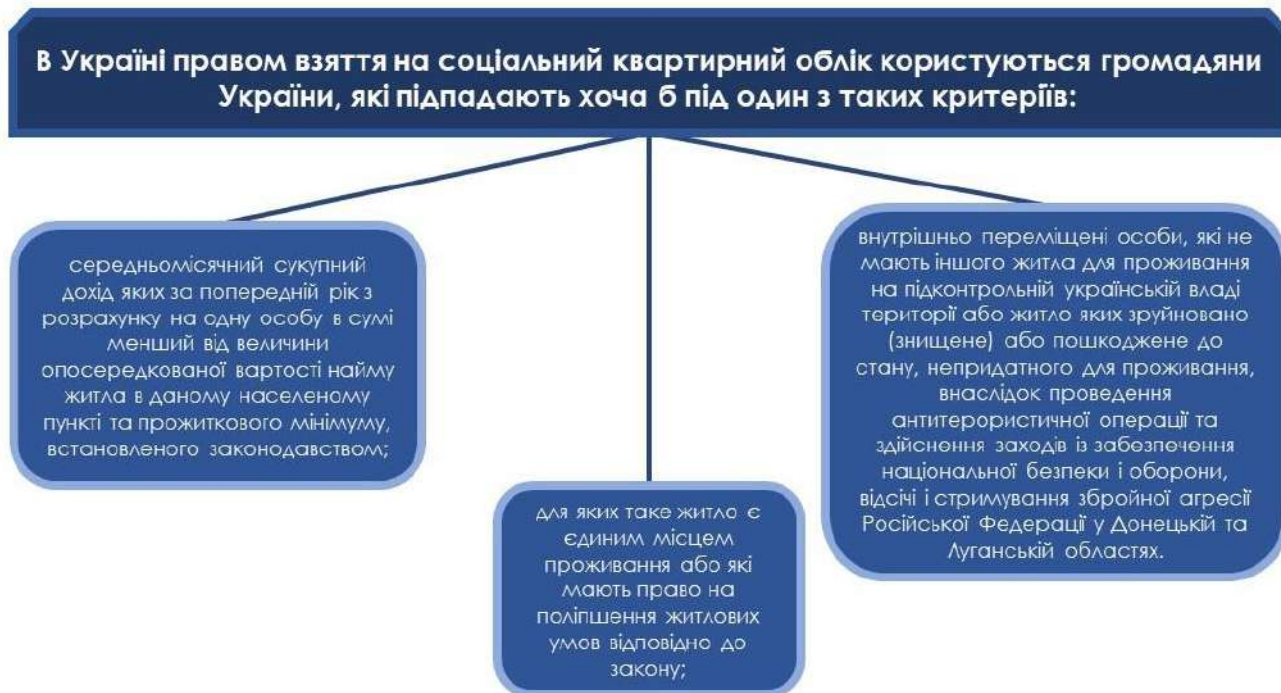 В Україні правом взяття на соціальний квартирний облік користуються громадяни
України, які підпадають хоча б під один з таких критеріїв:
середньомісячний сукупний
дохід яких за попередній рік з
розрахунку на одну особу в сумі
менший від величини
опосередкованої вартості найму
житла в даному населеному
пункті та прожиткового мінімуму,
встановленого законодавством;
для яких таке житло є
єдиним місцем
проживання або які
мають право на
поліпшення житлових
умов відповідно до
закону;
внутрішньо переміщені особи, які не
мають іншого житла для проживання
на підконтрольній українській владі
території або житло яких зруйновано
(знищене) або пошкоджене до
стану, непридатного для проживання,
внаслідок проведення
антитерористичної операції та
здійснення заходів із забезпечення
національної безпеки і оборони,
відсічі і стримування збройної агресії
Російської Федерації у Донецькій та
Луганській областях.